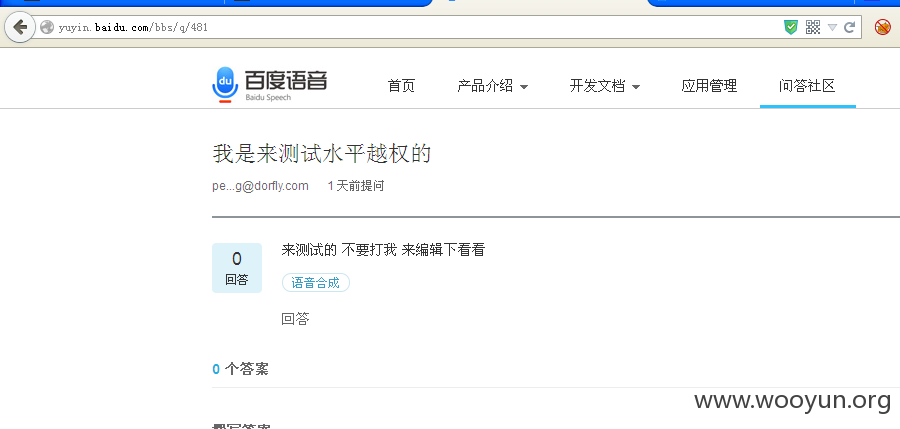 yuyin.baidu.com/bbs/q/481
du 百度语音
Baidu Speech
首页 产品介绍 开发文档 应用管理 问答社区
我是来测试水平越权的
pe...g@dorfly.com 1 天前提问
0
回答
来测试的 不要打我 来编辑下看看
语音合成
回答
0 个答案
www.wooyun.org